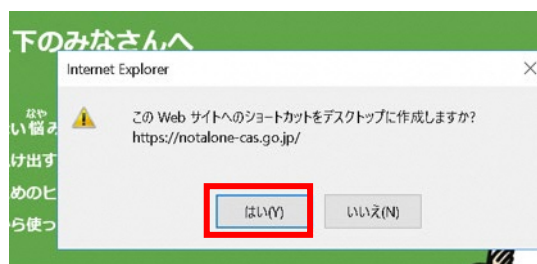 下のみなさんへ
Internet Explorer
なや
い悩み
この Web サイトへのショートカットをデスクトップに作成しますか?
https://notalone-cas.go.jp/
け出す
めのヒ
ら使っ
はい(Y)
いいえ(N)